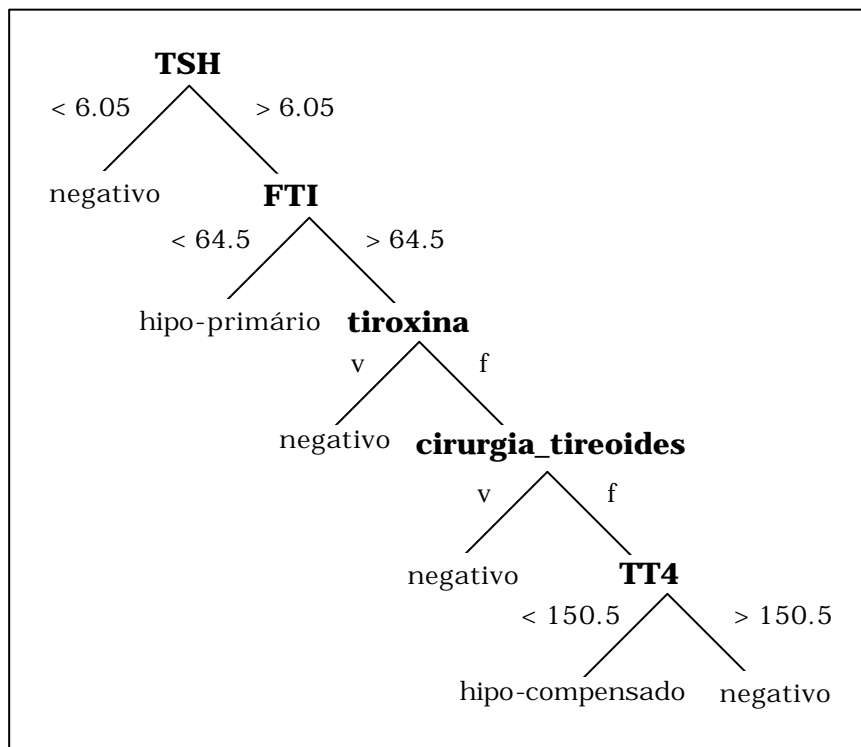 TSH
< 6.05 > 6.05
negativo FTI
< 64.5 > 64.5
hipo-primário tiroxina
v f
negativo cirurgia_tireoides
v f
negativo TT4
< 150.5 > 150.5
hipo-compensado negativo